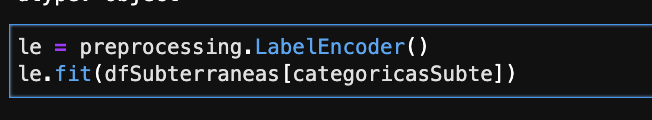 le = preprocessing.LabelEncoder()
le.fit(dfSubterraneas[categoricasSubte])